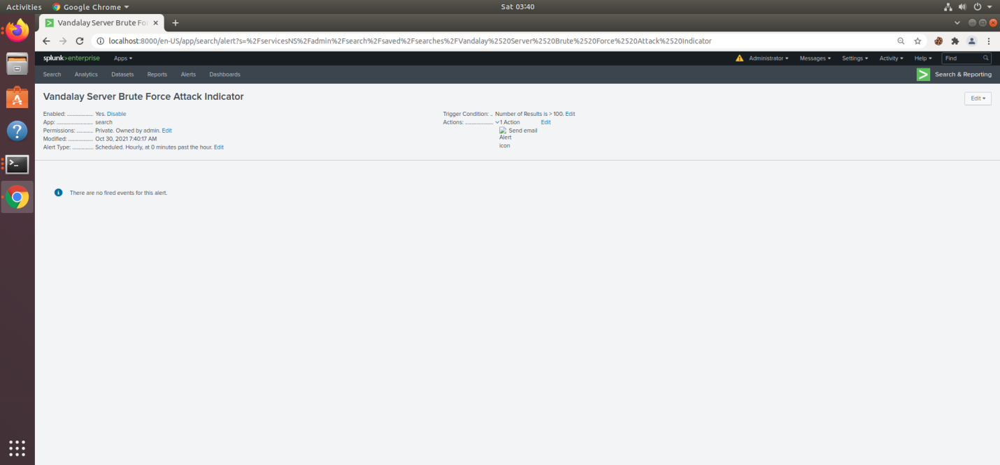 Activities Google Chrome Sat 03:40
Vandalay Server Brute Fo
localhost:8000/en-US/app/search/alert?s=%2FservicesNS%2Fadmin%2Fsearch%2Fsaved%2Fsearches%2FVandalay%2520Server%2520Brute%2520Force%2520Attack%2520Indicator
splunk>enterprise Apps Administrator Messages Settings Activity Help Find
Search Analytics Datasets Reports Alerts Dashboards Search & Reporting
Vandalay Server Brute Force Attack Indicator Edit
Enabled: .................. Yes. Disable
App: ......................... search
Permissions: ........... Private. Owned by admin. Edit
Modified: .................. Oct 30, 2021 7:40:17 AM
Alert Type: .............. Scheduled. Hourly, at 0 minutes past the hour. Edit
Trigger Condition: .. Number of Results is > 100. Edit
Actions: ................... 1 Action Edit
Send email
Alert
icon
There are no fired events for this alert.